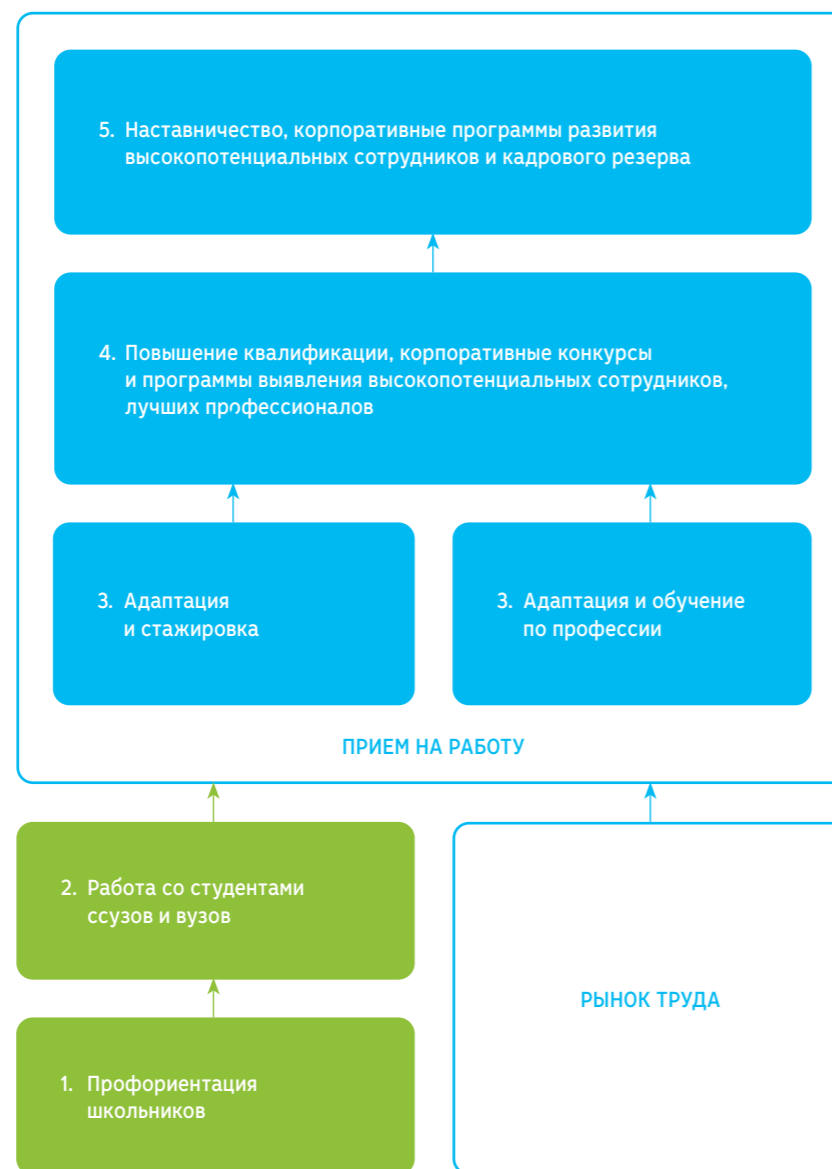 5. Наставничество, корпоративные программы развития
высокопотенциальных сотрудников и кадрового резерва
4. Повышение квалификации, корпоративные конкурсы
и программы выявления высокопотенциальных сотрудников,
лучших профессионалов
3. Адаптация
и стажировка
3. Адаптация и обучение
по профессии
ПРИЕМ НА РАБОТУ
2. Работа со студентами
ссузов и вузов
РЫНОК ТРУДА
1. Профориентация
школьников